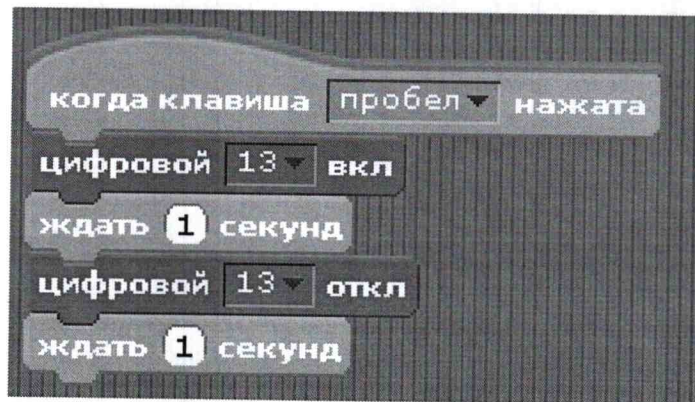 когда клавиша пробел нажата
цифровой 13 вкл
ждать 1 секунд
цифровой 13 откл
ждать 1 секунд